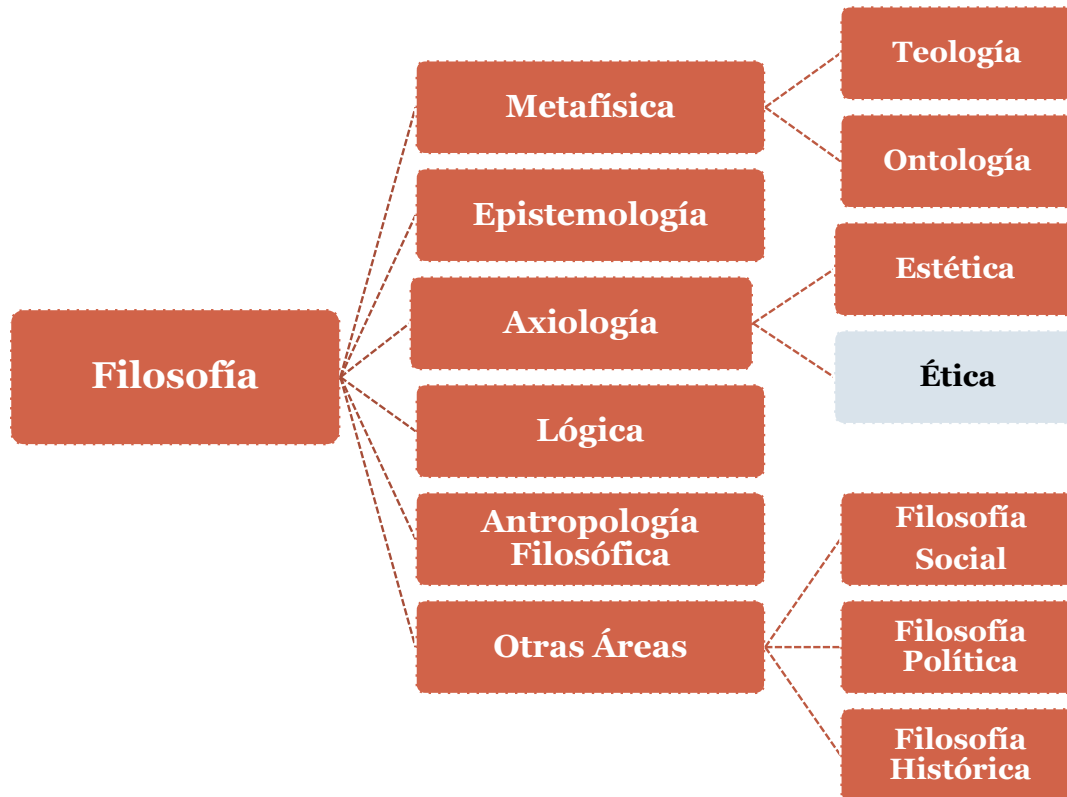 Filosofía
Metafísica
Teología
Ontología
Epistemología
Axiología
Estética
Ética
Lógica
Antropología
Filosófica
Otras Áreas
Filosofía
Social
Filosofía
Política
Filosofía
Histórica